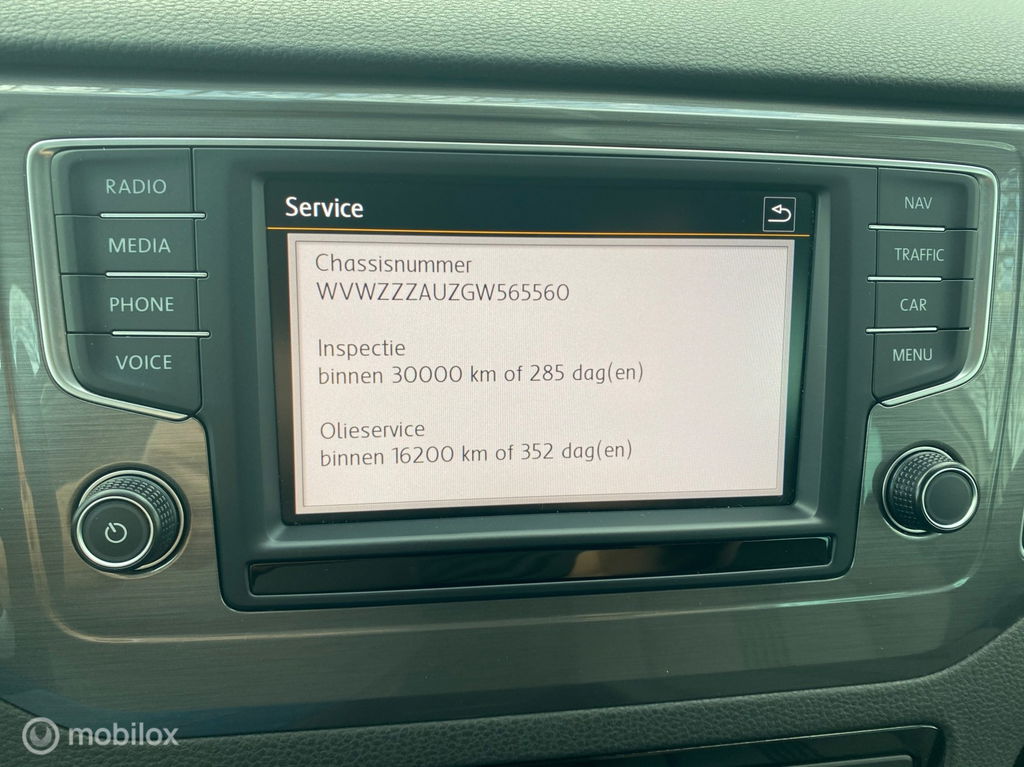 RADIO
MEDIA
PHONE
VOICE
Service
Chassisnummer
WVWZZZAUZGW565560
Inspectie
binnen 30000 km of 285 dag(en)
Olieservice
binnen 16200 km of 352 dag(en)
NAV
TRAFFIC
CAR
MENU
mobilox